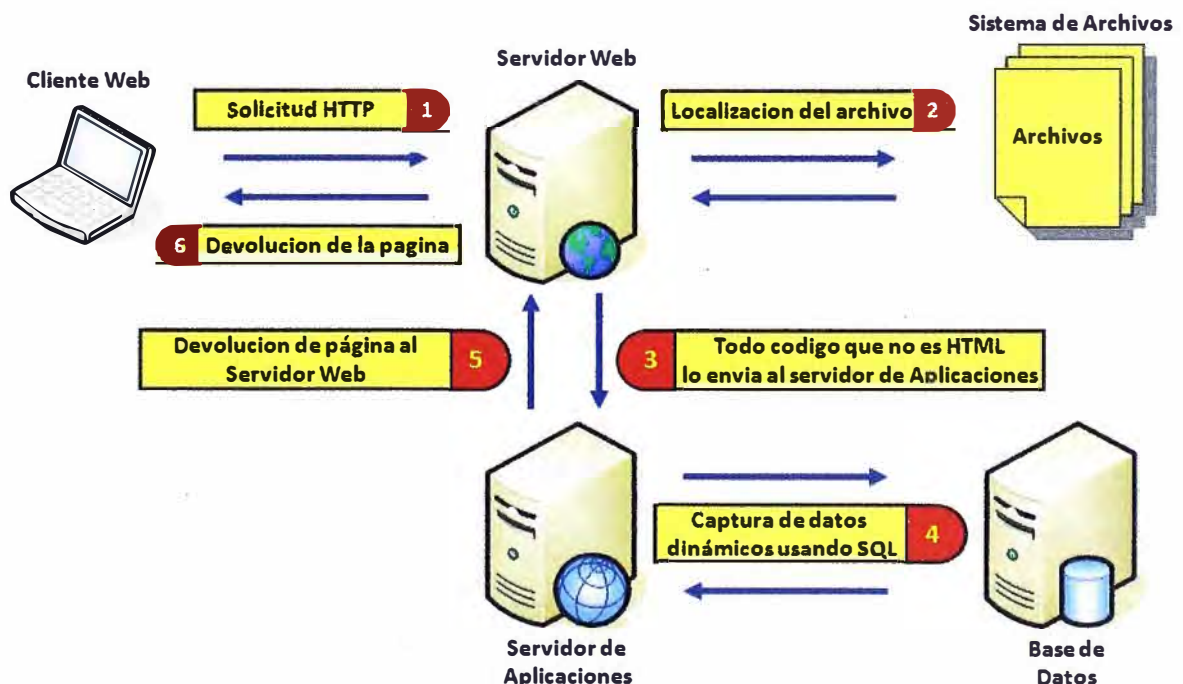 Sistema de Archivos
Servidor Web
Cliente Web
Solicitud HTTP 1
Localizacion del archivo 2
Archivos
6 Devolucion de la pagina
Devolucion de página al
Servidor Web
5
3
Todo codigo que no es HTML
lo envia al servidor de Aplicaciones
Captura de datos
dinámicos usando SQL
4
Servidor de
Aplicaciones
Base de
Datos